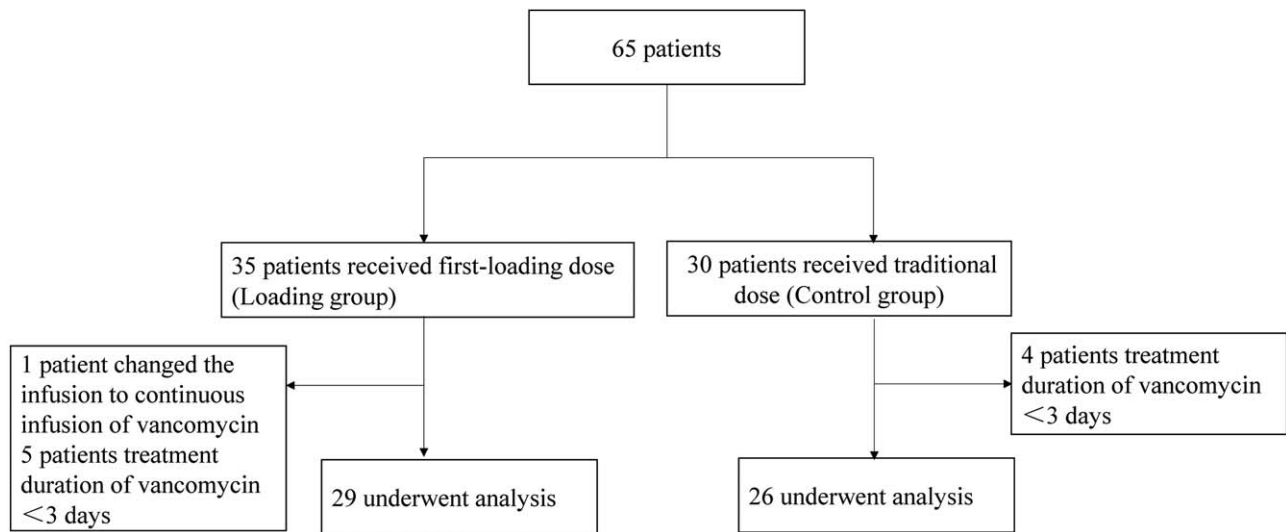 65 patients
35 patients received first-loading dose
(Loading group)
30 patients received traditional
dose (Control group)
1 patient changed the
infusion to continuous
infusion of vancomycin
5 patients treatment
duration of vancomycin
＜3 days
4 patients treatment
duration of vancomycin
＜3 days
29 underwent analysis
26 underwent analysis